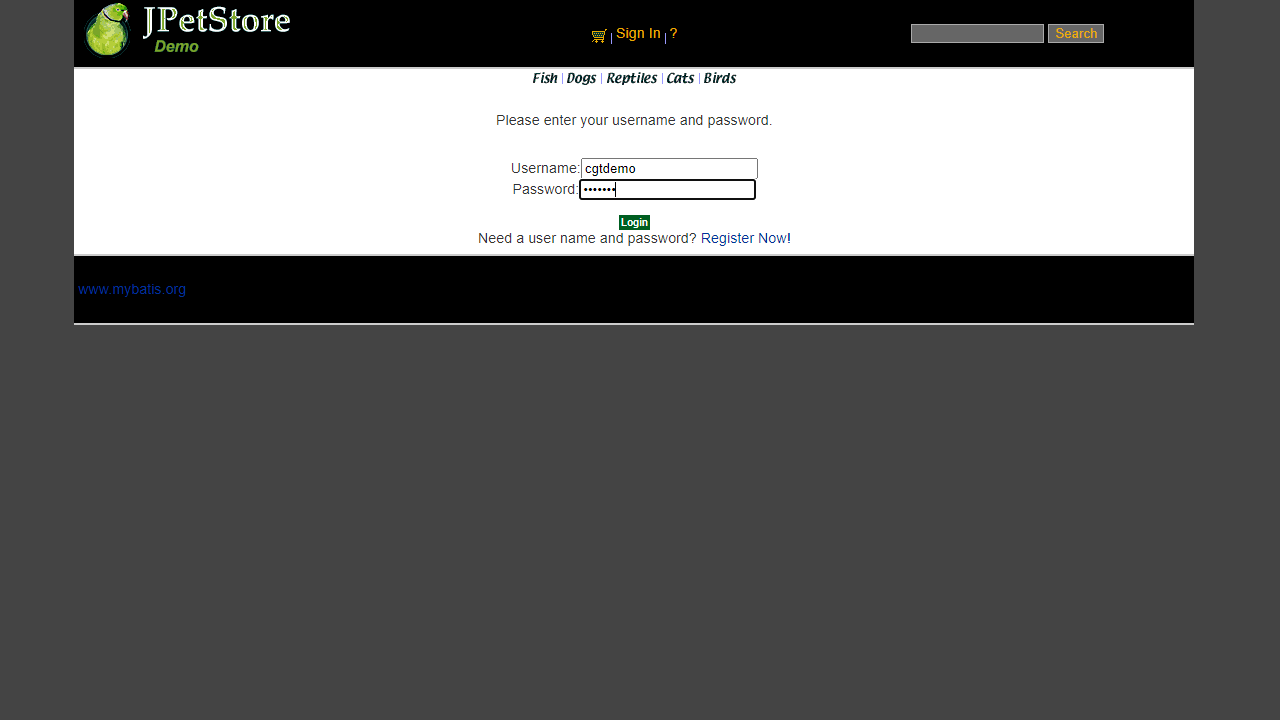 JPetStore
Demo
Sign In | ?
Search
Fish | Dogs | Reptiles | Cats | Birds
Please enter your username and password.
Username: cgtdemo
Password: •••••••
Login
Need a user name and password? Register Now!
www.mybatis.org